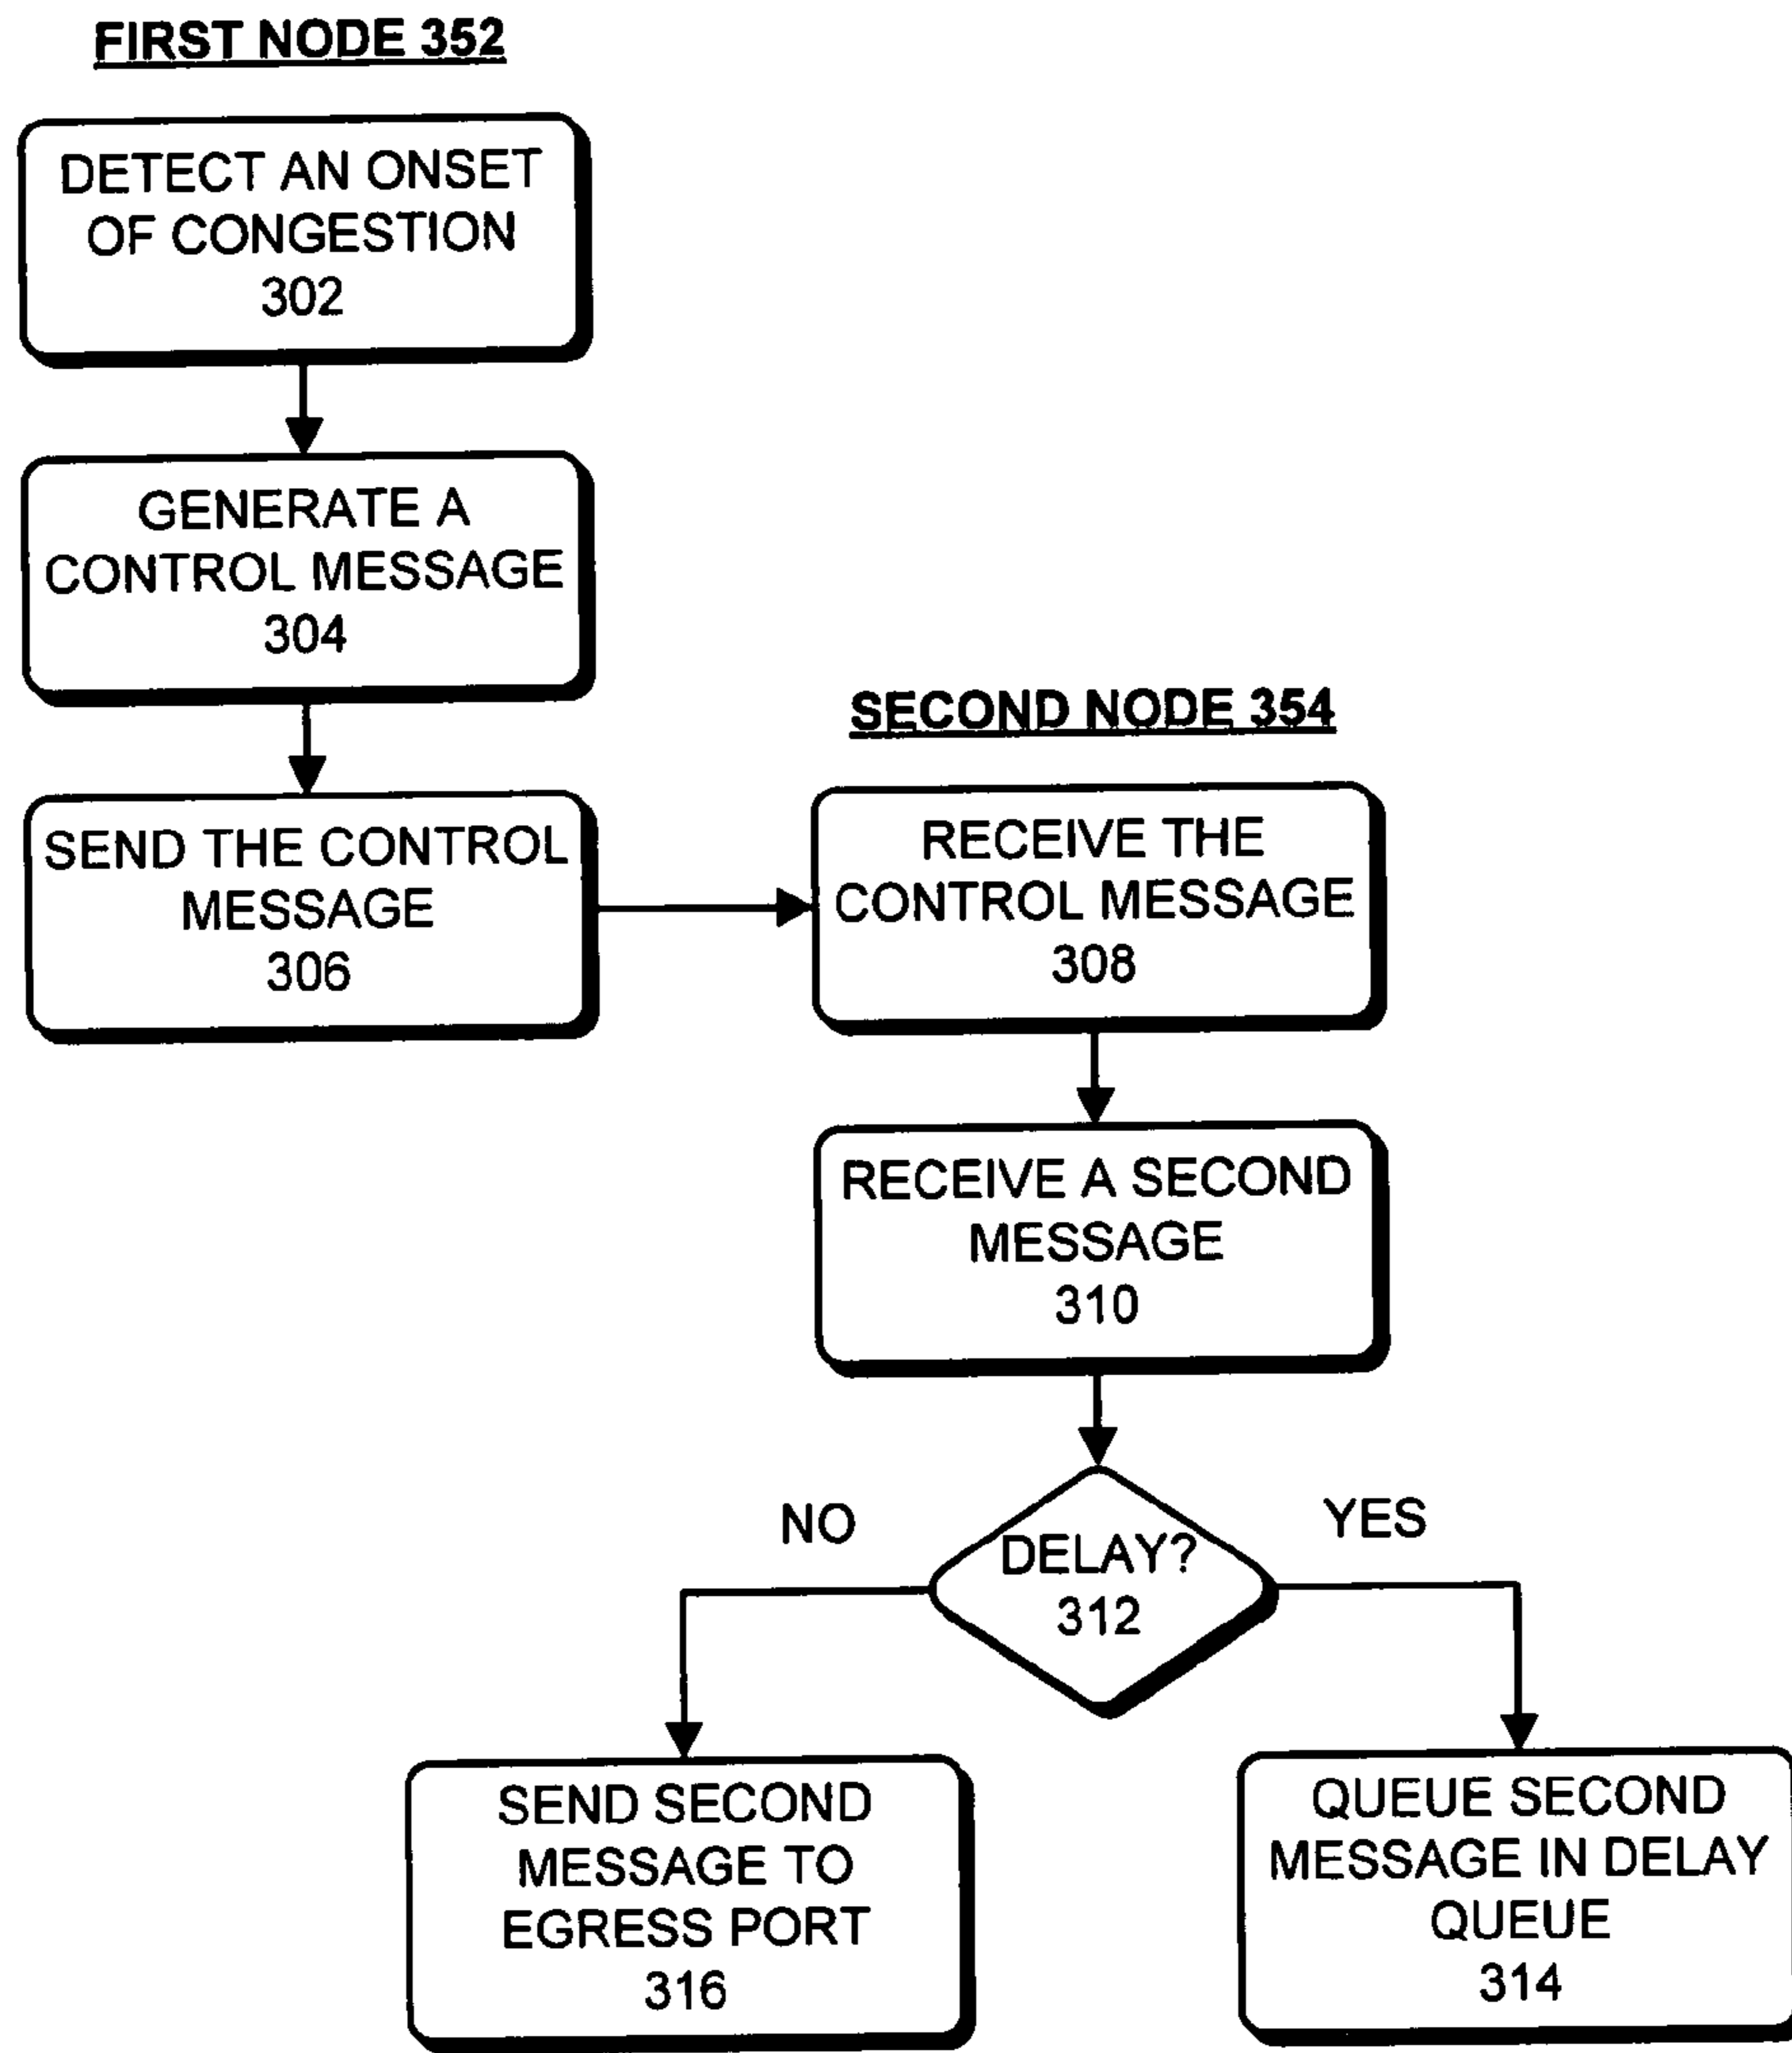 FIRST NODE 352
DETECT AN ONSET
OF CONGESTION
302
GENERATE A
CONTROL MESSAGE
304
SEND THE CONTROL
MESSAGE
306
SECOND NODE 354
RECEIVE THE
CONTROL MESSAGE
308
RECEIVE A SECOND
MESSAGE
310
DELAY?
312
NO
YES
SEND SECOND
MESSAGE TO
EGRESS PORT
316
QUEUE SECOND
MESSAGE IN DELAY
QUEUE
314